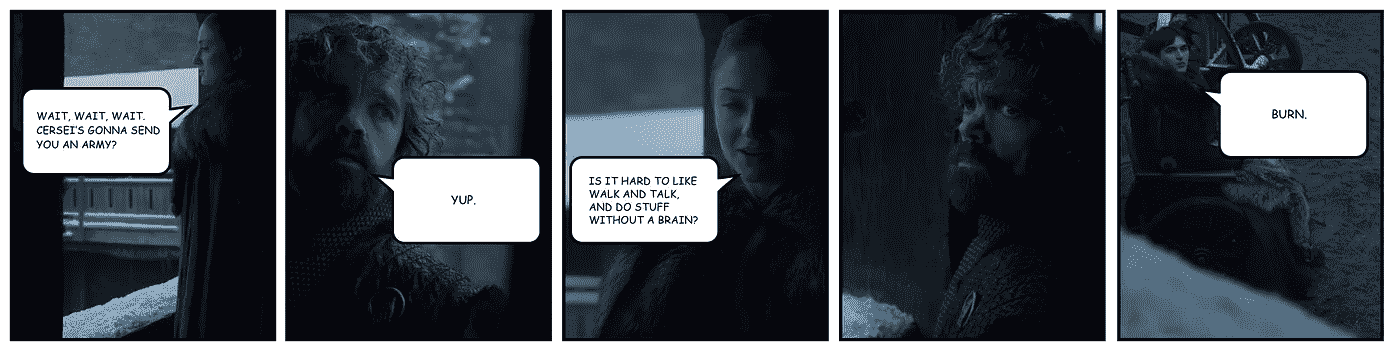 WAIT, WAIT, WAIT.
CERSEI'S GONNA SEND
YOU AN ARMY?
YUP.
IS IT HARD TO LIKE
WALK AND TALK,
AND DO STUFF
WITHOUT A BRAIN?
BURN.